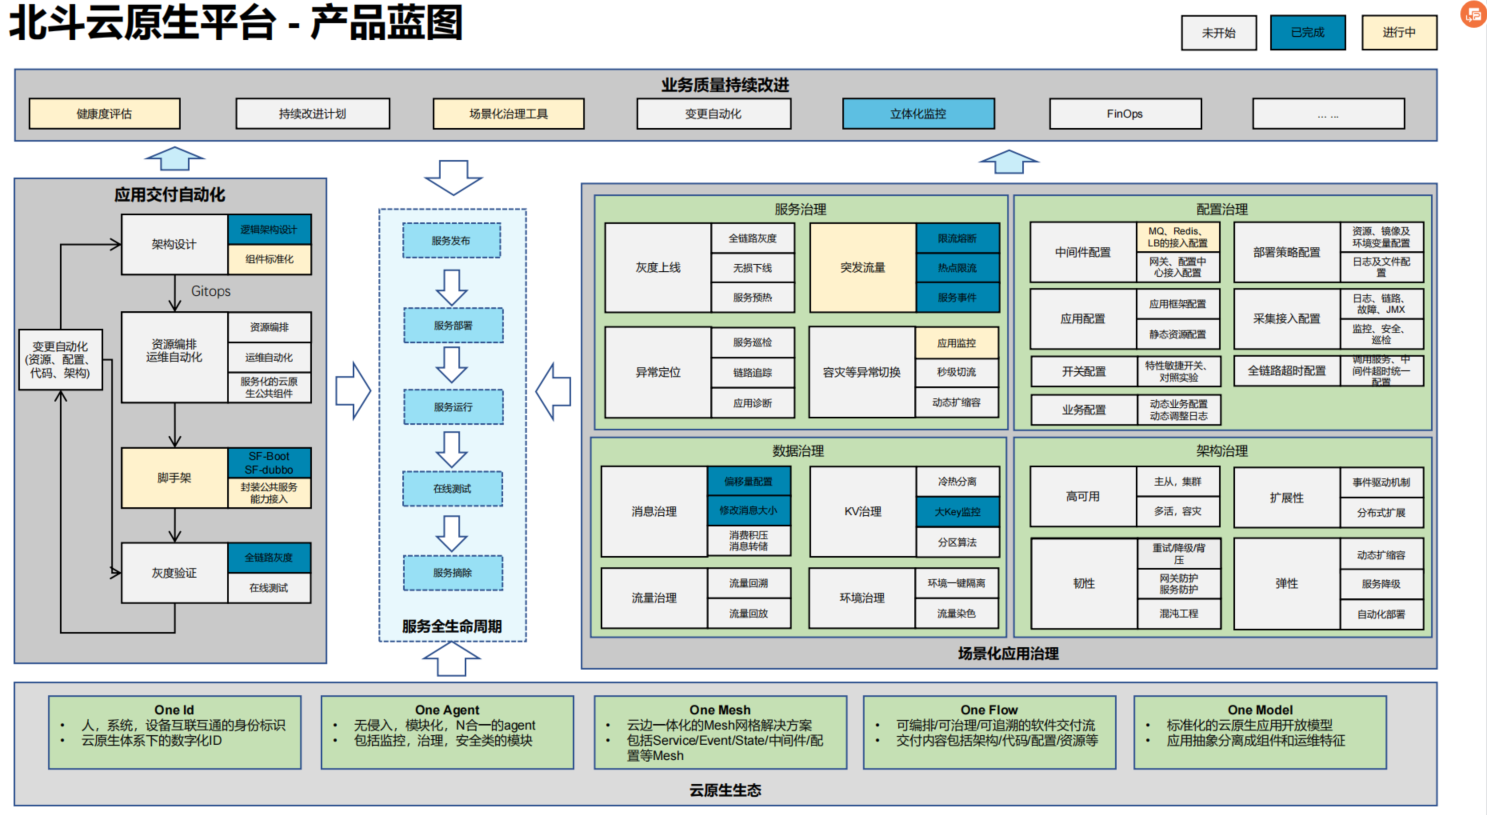 北斗云原生平台 - 产品蓝图
未开始
已完成
进行中
业务质量持续改进
健康度评估
持续改进计划
场景化治理工具
变更自动化
立体化监控
FinOps
... ...
应用交付自动化
架构设计
逻辑架构设计
组件标准化
Gitops
资源编排
运维自动化
资源编排
运维自动化
服务化的云原
生公共组件
变更自动化
(资源、配置、
代码、架构)
脚手架
SF-Boot
SF-dubbo
封装公共服务
能力接入
灰度验证
全链路灰度
在线测试
服务发布
服务部署
服务运行
在线测试
服务摘除
服务全生命周期
服务治理
灰度上线
全链路灰度
无损下线
服务预热
突发流量
限流熔断
热点限流
服务事件
异常定位
服务巡检
链路追踪
应用诊断
容灾等异常切换
应用监控
秒级切流
动态扩缩容
配置治理
中间件配置
MQ、Redis、
LB的接入配置
网关、配置中
心接入配置
部署策略配置
资源、镜像及
环境变量配置
日志及文件配
置
应用配置
应用框架配置
静态资源配置
采集接入配置
日志、链路、
故障、JMX
监控、安全、
巡检
开关配置
特性敏捷开关、
对照实验
全链路超时配置
调用服务、中
间件超时统一
配置
业务配置
动态业务配置
动态调整日志
数据治理
消息治理
偏移量配置
修改消息大小
消费积压
消息转储
KV治理
冷热分离
大Key监控
分区算法
流量治理
流量回溯
流量回放
环境治理
环境一键隔离
流量染色
架构治理
高可用
主从，集群
多活，容灾
扩展性
事件驱动机制
分布式扩展
韧性
重试/降级/背
压
网关防护
服务防护
混沌工程
弹性
动态扩缩容
服务降级
自动化部署
场景化应用治理
One Id
• 人，系统，设备互联互通的身份标识
• 云原生体系下的数字化ID
One Agent
• 无侵入，模块化，N合一的agent
• 包括监控，治理，安全类的模块
One Mesh
• 云边一体化的Mesh网格解决方案
• 包括Service/Event/State/中间件/配
置等Mesh
One Flow
• 可编排/可治理/可追溯的软件交付流
• 交付内容包括架构/代码/配置/资源等
One Model
• 标准化的云原生应用开放模型
• 应用抽象分离成组件和运维特征
云原生生态